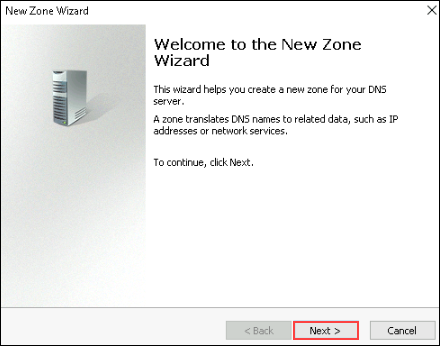 New Zone Wizard
Welcome to the New Zone
Wizard
This wizard helps you create a new zone for your DNS
server.
A zone translates DNS names to related data, such as IP
addresses or network services.
To continue, click Next.
< Back
Next >
Cancel